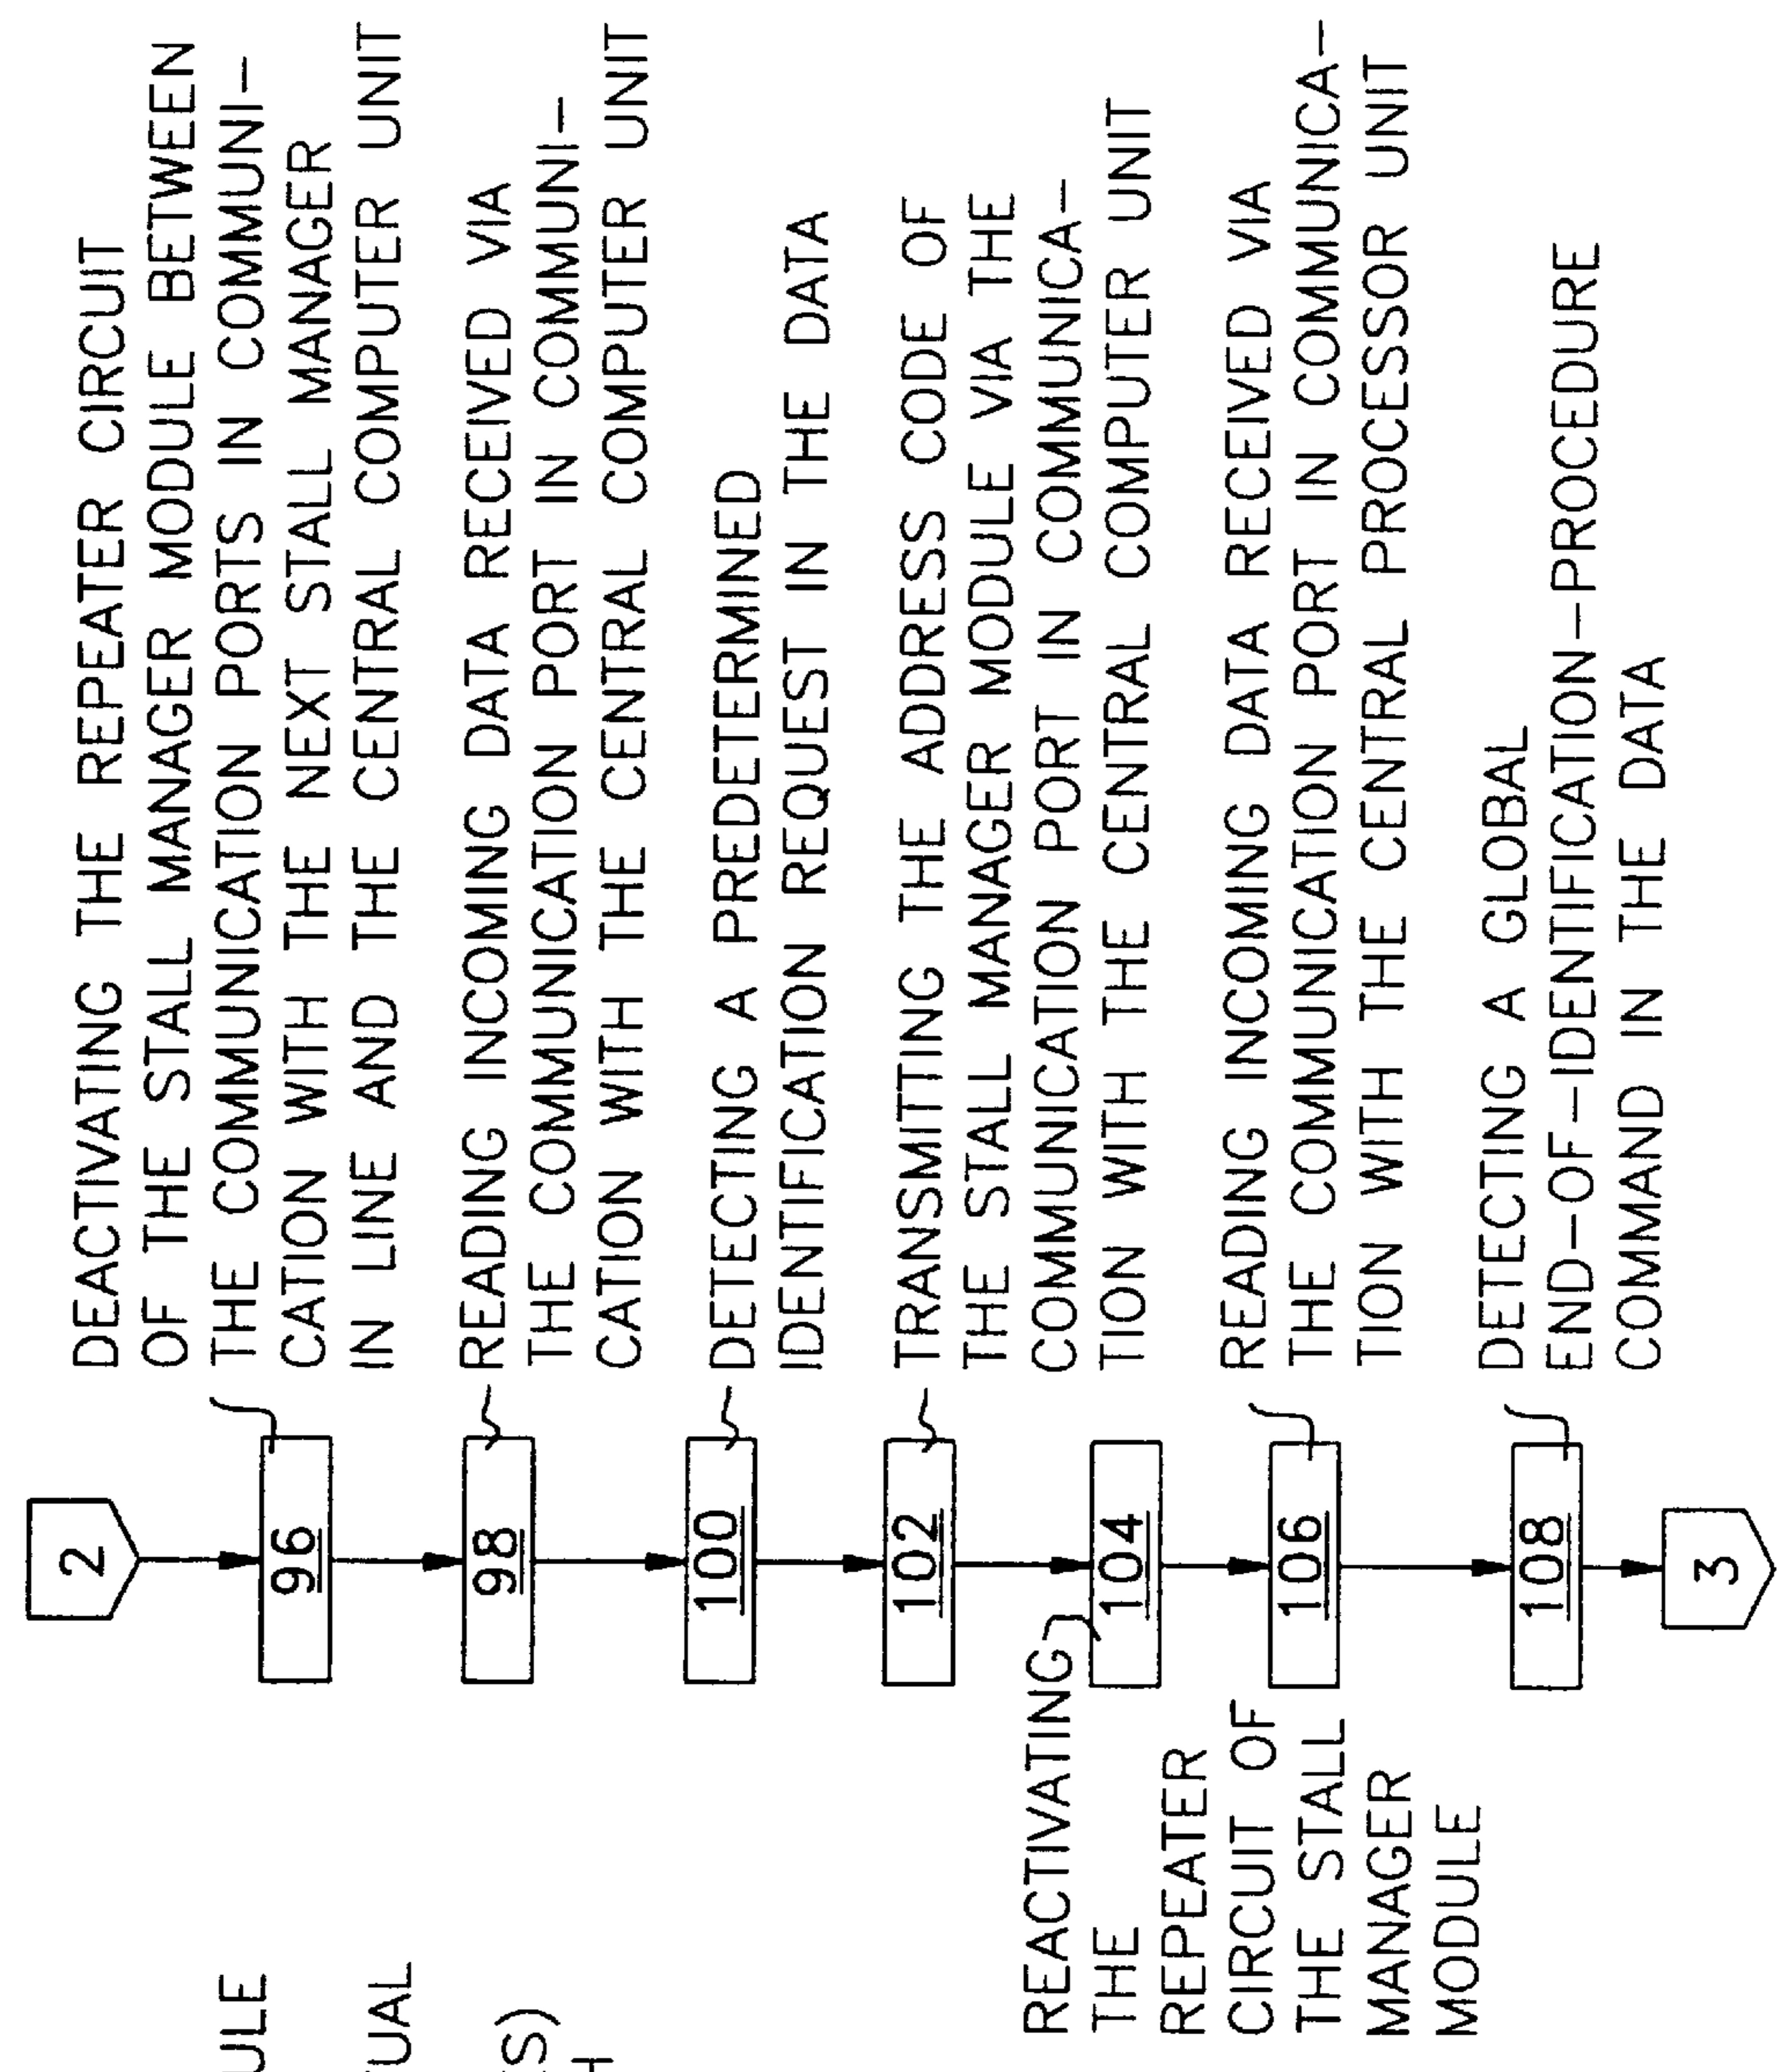 2
96
DEACTIVATING THE REPEATER CIRCUIT
OF THE STALL MANAGER MODULE BETWEEN
THE COMMUNICATION PORTS IN COMMUNI–
CATION WITH THE NEXT STALL MANAGER
IN LINE AND THE CENTRAL COMPUTER UNIT
98
READING INCOMING DATA RECEIVED VIA
THE COMMUNICATION PORT IN COMMUNI–
CATION WITH THE CENTRAL COMPUTER UNIT
100
DETECTING A PREDETERMINED
IDENTIFICATION REQUEST IN THE DATA
102
TRANSMITTING THE ADDRESS CODE OF
THE STALL MANAGER MODULE VIA THE
COMMUNICATION PORT IN COMMUNICA–
TION WITH THE CENTRAL COMPUTER UNIT
104
REACTIVATING
THE
REPEATER
CIRCUIT OF
THE STALL
MANAGER
MODULE
106
READING INCOMING DATA RECEIVED VIA
THE COMMUNICATION PORT IN COMMUNICA–
TION WITH THE CENTRAL PROCESSOR UNIT
108
DETECTING A GLOBAL
END–OF–IDENTIFICATION–PROCEDURE
COMMAND IN THE DATA
3
ULE
UAL
S)
H